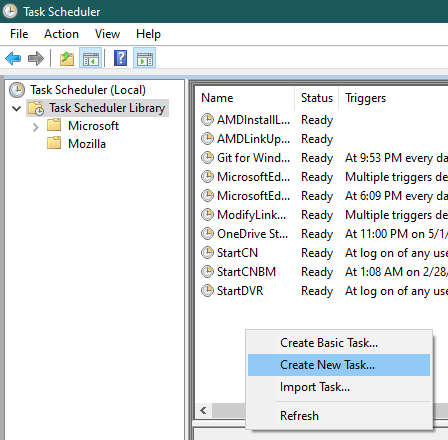 Task Scheduler
File Action View Help
Task Scheduler (Local)
Task Scheduler Library
Microsoft
Mozilla
Name Status Triggers
AMDInstallL... Ready
AMDLinkUp... Ready
Git for Wind... Ready At 9:53 PM every da
MicrosoftEd... Ready Multiple triggers de
MicrosoftEd... Ready At 6:09 PM every da
ModifyLink... Ready Multiple triggers de
OneDrive St... Ready At 11:00 PM on 5/1/
StartCN Ready At log on of any use
StartCNBM Ready At 1:08 AM on 2/28/
StartDVR Ready At log on of any use
Create Basic Task...
Create New Task...
Import Task...
Refresh